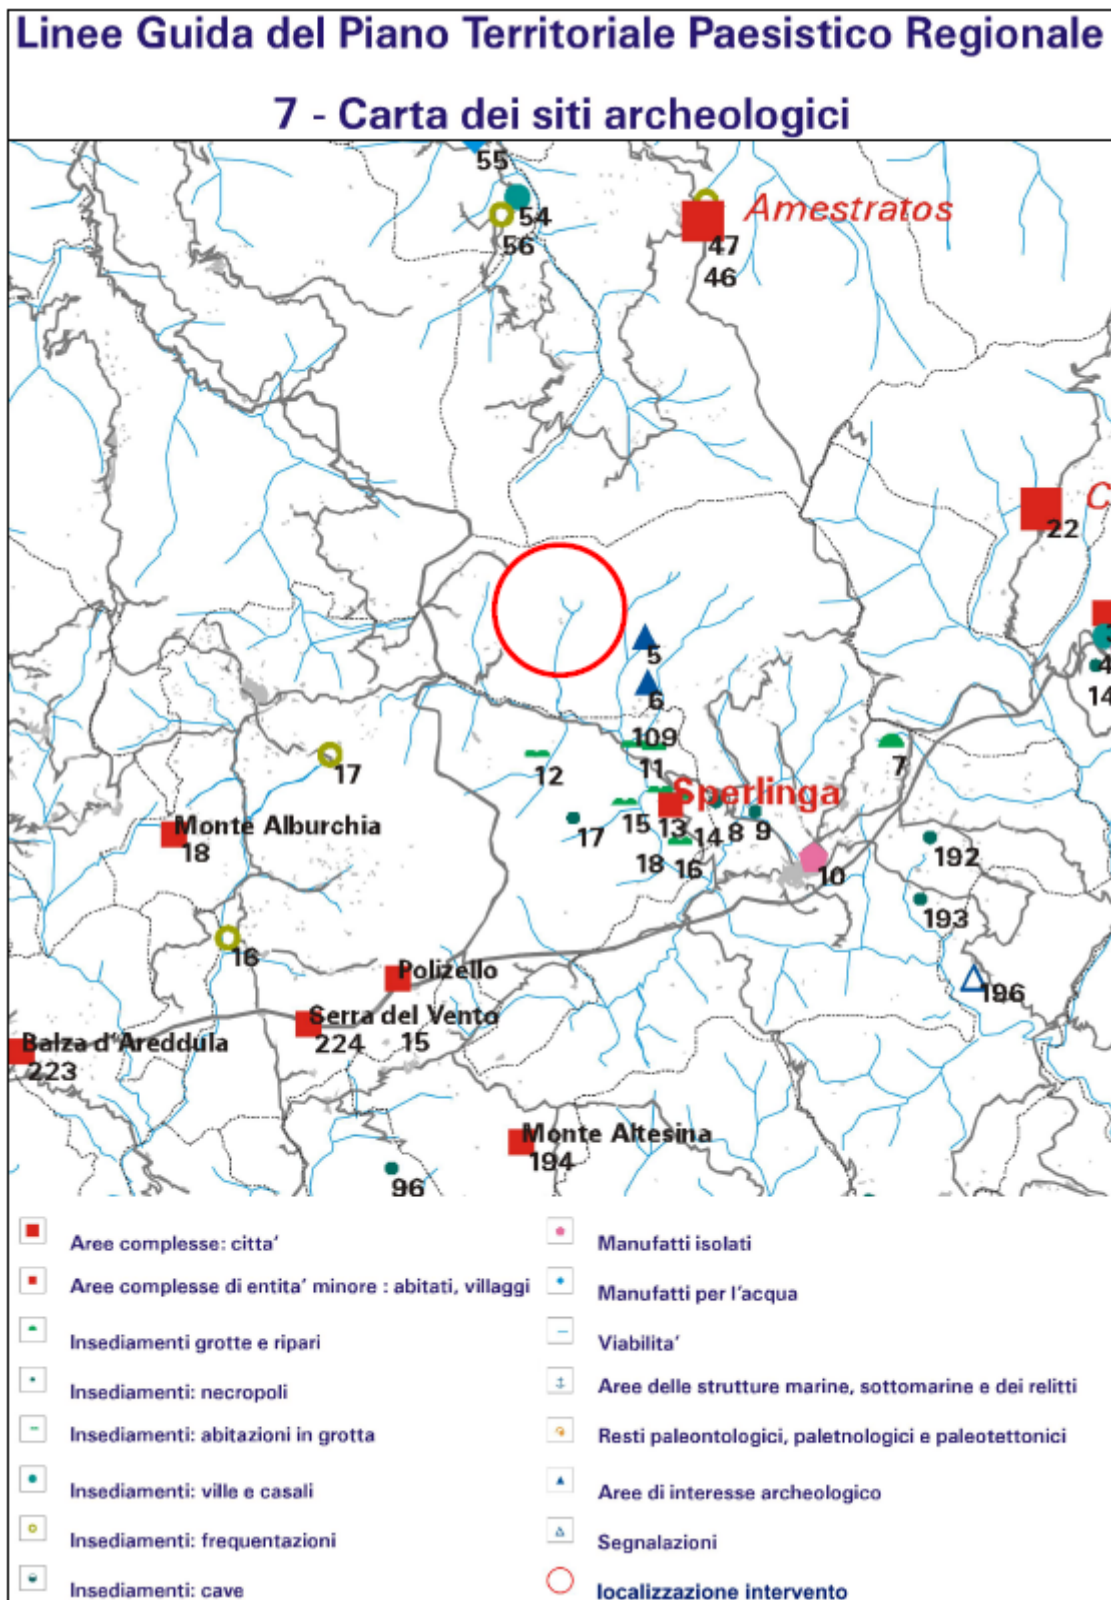 Linee Guida del Piano Territoriale Paesistico Regionale
7 - Carta dei siti archeologici
55
54
56
Amestratos
47
46
C
22
5
6
4
14
109
11
12
7
17
Sperlinga
Monte Alburchia
18
15
13
14
8
9
17
18
16
10
192
193
16
196
Polizello
Serra del Vento
224
15
Balza d'Areddula
223
Monte Altesina
194
96
Aree complesse: citta'
Aree complesse di entita' minore : abitati, villaggi
Insediamenti grotte e ripari
Insediamenti: necropoli
Insediamenti: abitazioni in grotta
Insediamenti: ville e casali
Insediamenti: frequentazioni
Insediamenti: cave
Manufatti isolati
Manufatti per l'acqua
Viabilita'
Aree delle strutture marine, sottomarine e dei relitti
Resti paleontologici, paletnologici e paleotettonici
Aree di interesse archeologico
Segnalazioni
localizzazione intervento